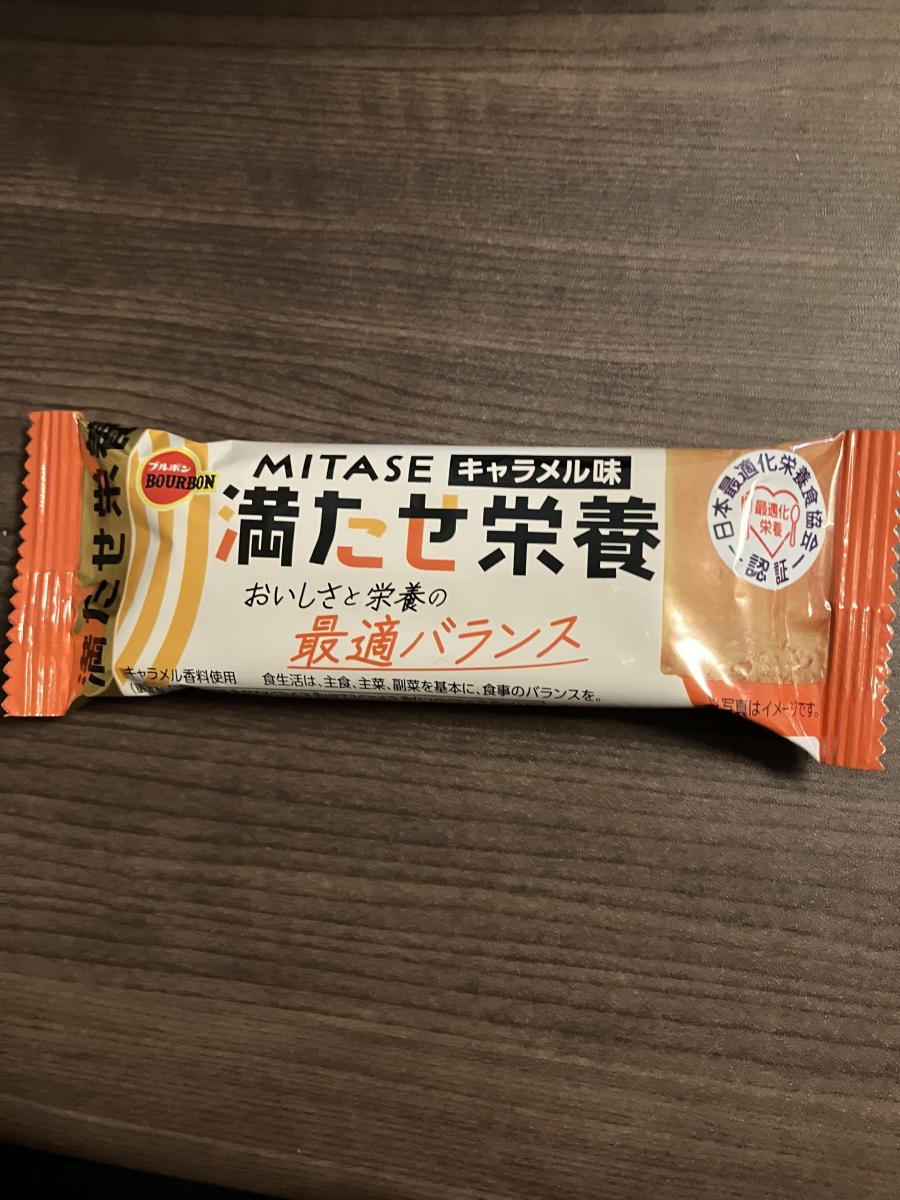 満たせ栄養
ブルボン
BOURBON
MITASE キャラメル味
満たせ栄養
おいしさと栄養の
最適バランス
キャラメル香料使用
食生活は、主食、主菜、副菜を基本に、食事のバランスを。
日本最適化栄養食協会
最適化
栄養
認証
※写真はイメージです。